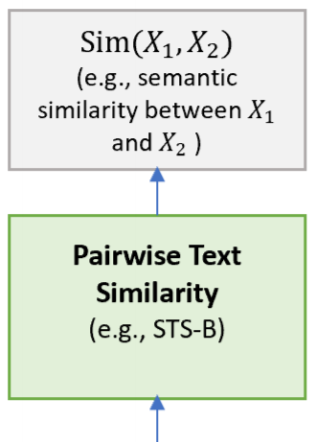 Sim(X₁, X₂)
(e.g., semantic
similarity between X₁
and X₂ )
Pairwise Text
Similarity
(e.g., STS-B)